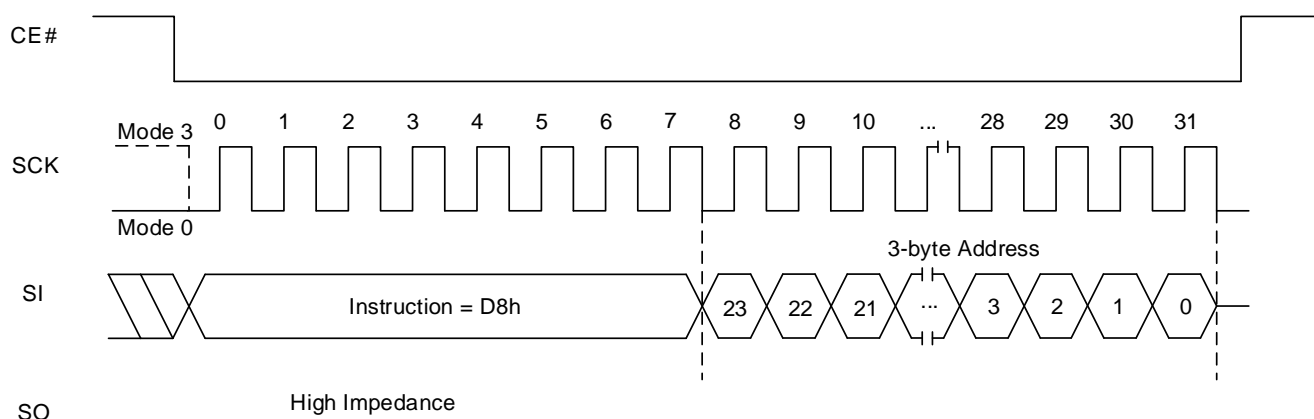 CE#
0 1 2 3 4 5 6 7 8 9 10 ... 28 29 30 31
Mode 3
SCK
Mode 0
3-byte Address
SI
Instruction = D8h
23 22 21 ... 3 2 1 0
High Impedance
SO